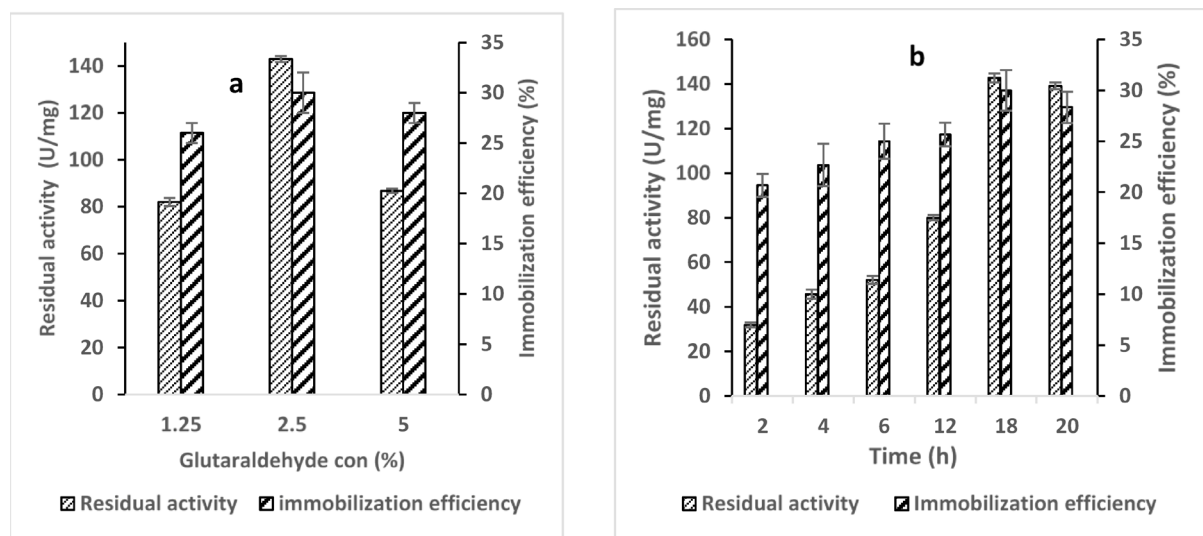 a
Residual activity (U/mg)
140
120
100
80
60
40
20
0
35
30
25
20
15
10
5
0
Immobilization efficiency (%)
1.25 2.5 5
Glutaraldehyde con (%)
Residual activity immobilization efficiency
b
Residual activity (U/mg)
160
140
120
100
80
60
40
20
0
35
30
25
20
15
10
5
0
Immobilization efficiency (%)
2 4 6 12 18 20
Time (h)
Residual activity Immobilization efficiency